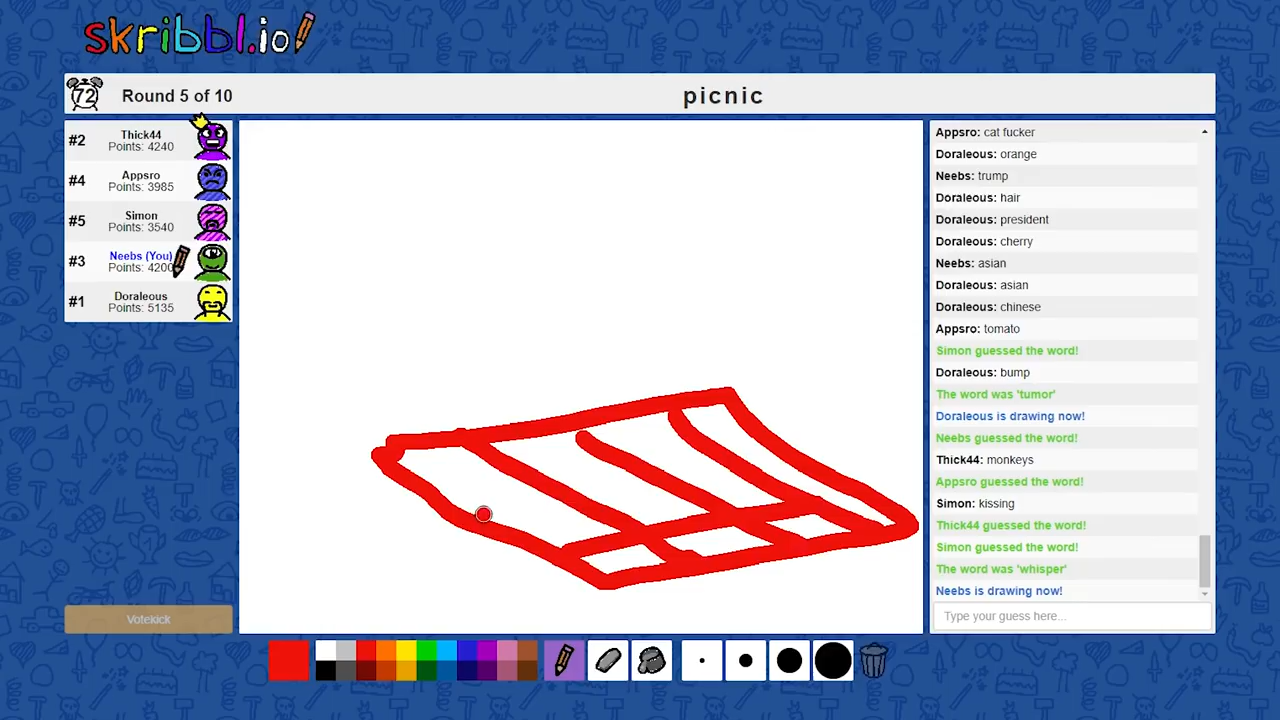 skribbl.io
72
Round 5 of 10
picnic
#2
Thick44
Points: 4240
#4
Appsro
Points: 3985
#5
Simon
Points: 3540
#3
Neebs (You)
Points: 4200
#1
Doraleous
Points: 5135
Votekick
Appsro: cat fucker
Doraleous: orange
Neebs: trump
Doraleous: hair
Doraleous: president
Doraleous: cherry
Neebs: asian
Doraleous: asian
Doraleous: chinese
Appsro: tomato
Simon guessed the word!
Doraleous: bump
The word was 'tumor'
Doraleous is drawing now!
Neebs guessed the word!
Thick44: monkeys
Appsro guessed the word!
Simon: kissing
Thick44 guessed the word!
Simon guessed the word!
The word was 'whisper'
Neebs is drawing now!
Type your guess here...